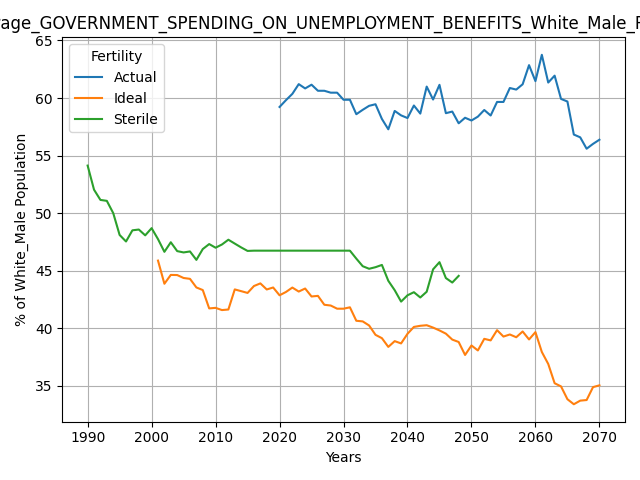 rage_GOVERNMENT_SPENDING_ON_UNEMPLOYMENT_BENEFITS_White_Male_F
65
60
55
50
45
40
35
% of White_Male Population
Fertility
Actual
Ideal
Sterile
1990 2000 2010 2020 2030 2040 2050 2060 2070
Years